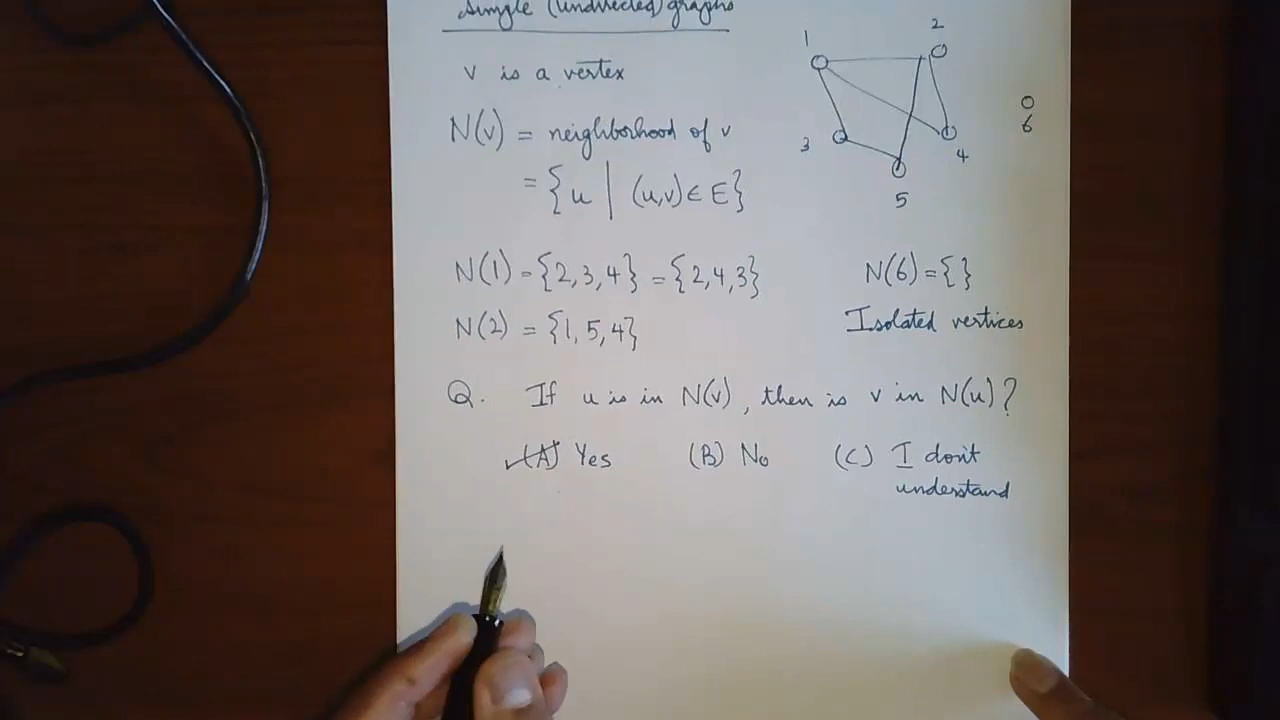 Simple (undirected) graphs
v is a vertex
N(v) = neighborhood of v
= {u | (u,v) ∈ E}
1
2
3
4
5
6
N(1) = {2,3,4} = {2,4,3}
N(6) = { }
N(2) = {1,5,4}
Isolated vertices
Q. If u is in N(v), then is v in N(u)?
✓(A) Yes (B) No (C) I don't
understand